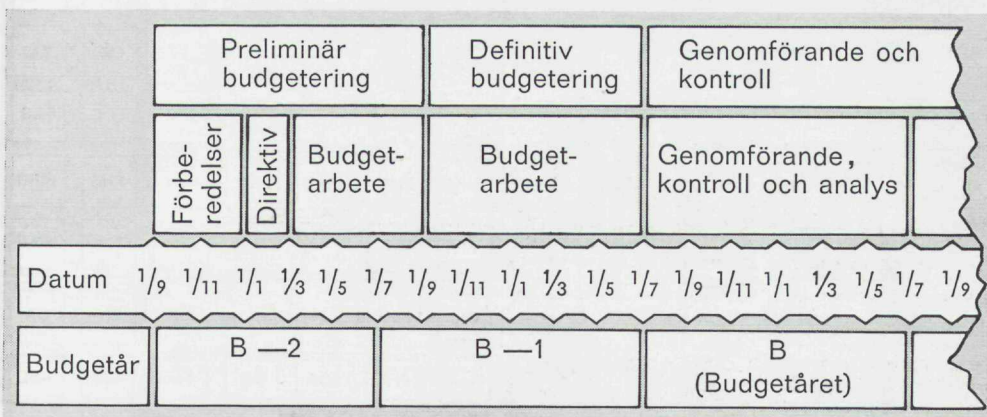 Preliminär
budgetering
Definitiv
budgetering
Genomförande och
kontroll
Förbe-
redelser
Direktiv
Budget-
arbete
Budget-
arbete
Genomförande,
kontroll och analys
Datum 1/9 1/11 1/1 1/3 1/5 1/7 1/9 1/11 1/1 1/3 1/5 1/7 1/9 1/11 1/1 1/3 1/5 1/7 1/9
Budgetår
B —2
B —1
B
(Budgetåret)